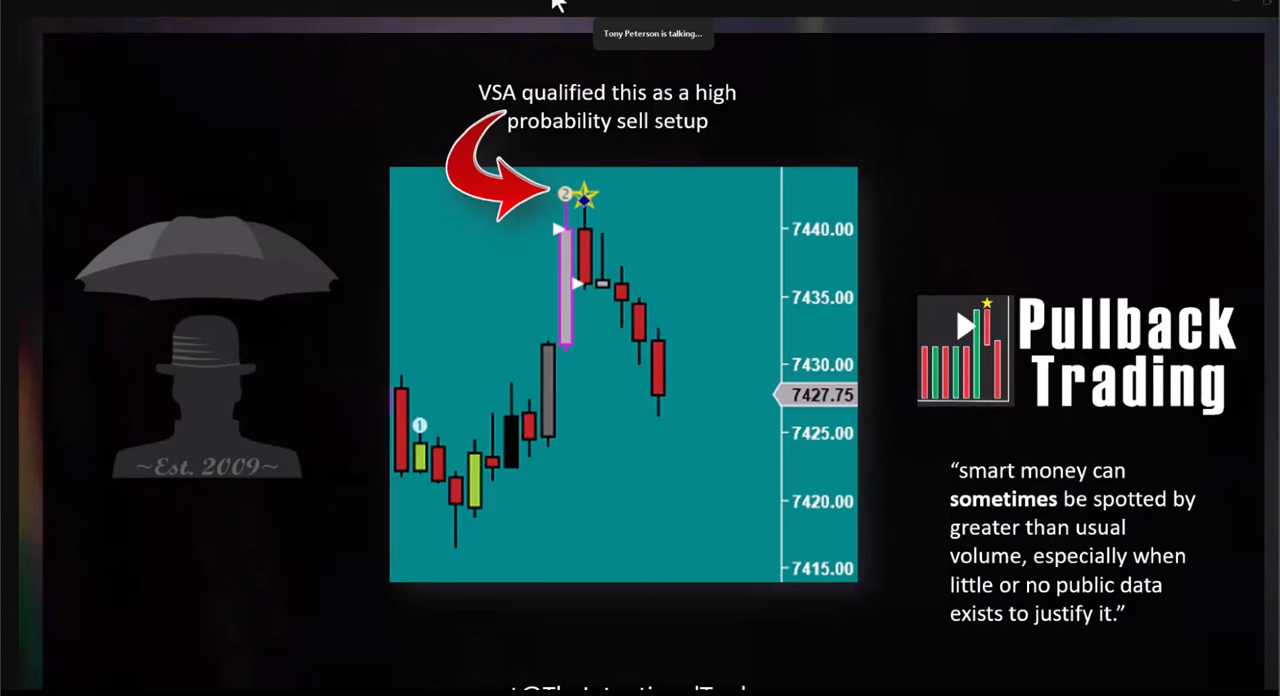 Tony Peterson is talking...
VSA qualified this as a high
probability sell setup
2
1
7440.00
7435.00
7430.00
7427.75
7425.00
7420.00
7415.00
~Est. 2009~
Pullback
Trading
“smart money can
sometimes be spotted by
greater than usual
volume, especially when
little or no public data
exists to justify it.”